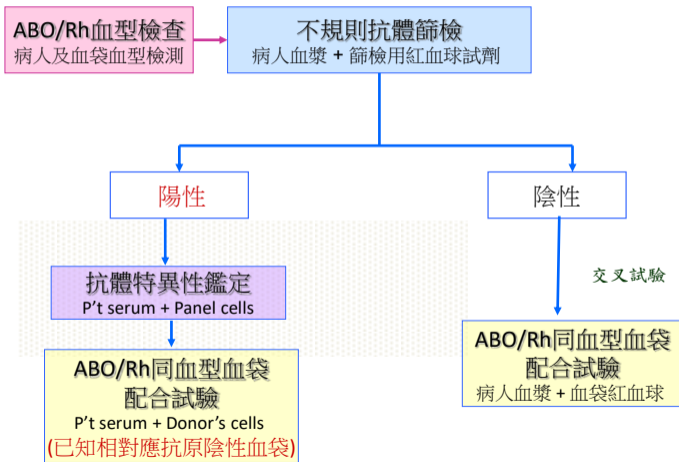 ABO/Rh血型檢查
病人及血袋血型檢測
不規則抗體篩檢
病人血漿 + 篩檢用紅血球試劑
陽性
陰性
抗體特異性鑑定
P't serum + Panel cells
交叉試驗
ABO/Rh同血型血袋
配合試驗
P't serum + Donor's cells
(已知相對應抗原陰性血袋)
ABO/Rh同血型血袋
配合試驗
病人血漿 + 血袋紅血球